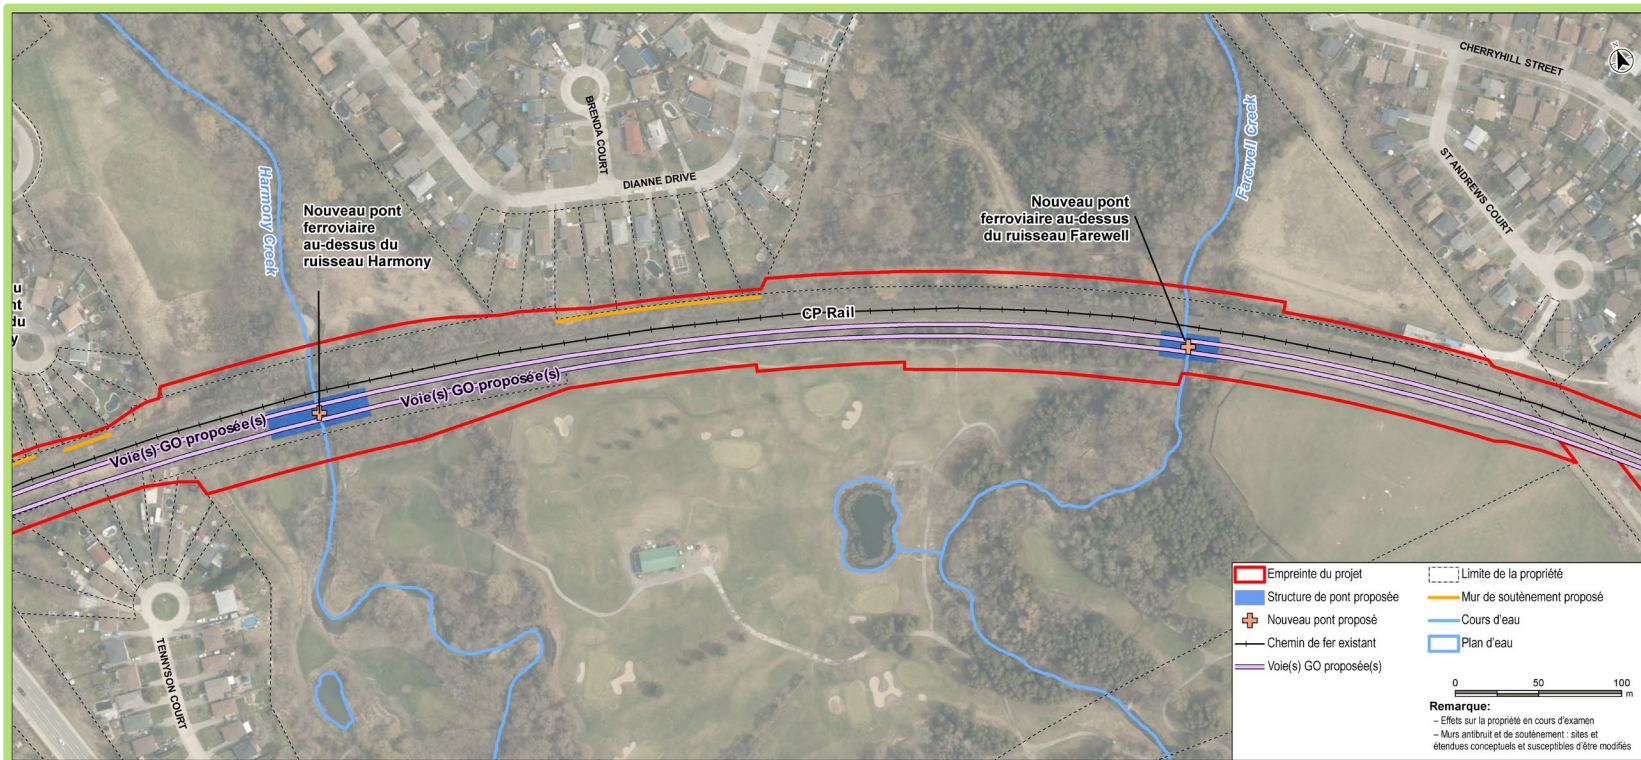 CHERRYHILL STREET
N
BRENDA COURT
Farewell Creek
ST ANDREWS COURT
Harmony Creek
DIANNE DRIVE
Nouveau pont
ferroviaire
au-dessus du
ruisseau Harmony
Nouveau pont
ferroviaire au-dessus
du ruisseau Farewell
u
nt
du
y
CP Rail
Voie(s) GO proposée(s)
Voie(s) GO proposée(s)
TENNYSON COURT
Empreinte du projet
Structure de pont proposée
Nouveau pont proposé
Chemin de fer existant
Voie(s) GO proposée(s)
Limite de la propriété
Mur de soutènement proposé
Cours d'eau
Plan d'eau
0 50 100
m
Remarque:
– Effets sur la propriété en cours d'examen
– Murs antibruit et de soutènement : sites et
étendues conceptuels et susceptibles d'être modifiés